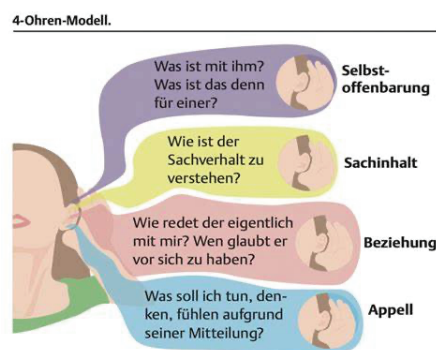 4-Ohren-Modell.
Was ist mit ihm?
Was ist das denn
für einer?
Selbst-
offenbarung
Wie ist der
Sachverhalt zu
verstehen?
Sachinhalt
Wie redet der eigentlich
mit mir? Wen glaubt er
vor sich zu haben?
Beziehung
Was soll ich tun, den-
ken, fühlen aufgrund
seiner Mitteilung?
Appell